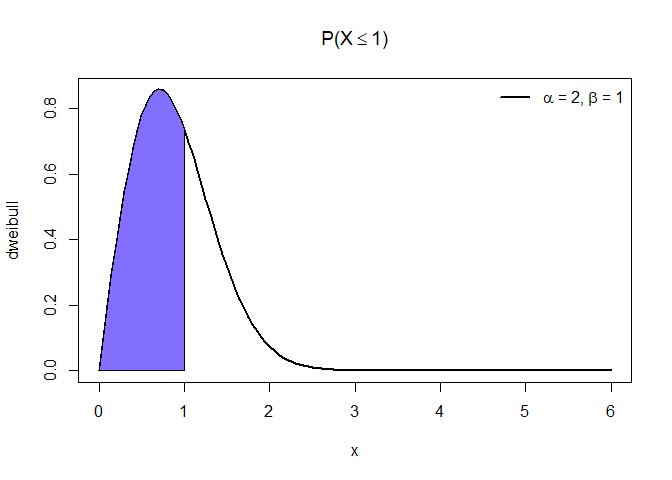 P(X ≤ 1)
α = 2, β = 1
dweibull
0.8
0.6
0.4
0.2
0.0
0 1 2 3 4 5 6
x